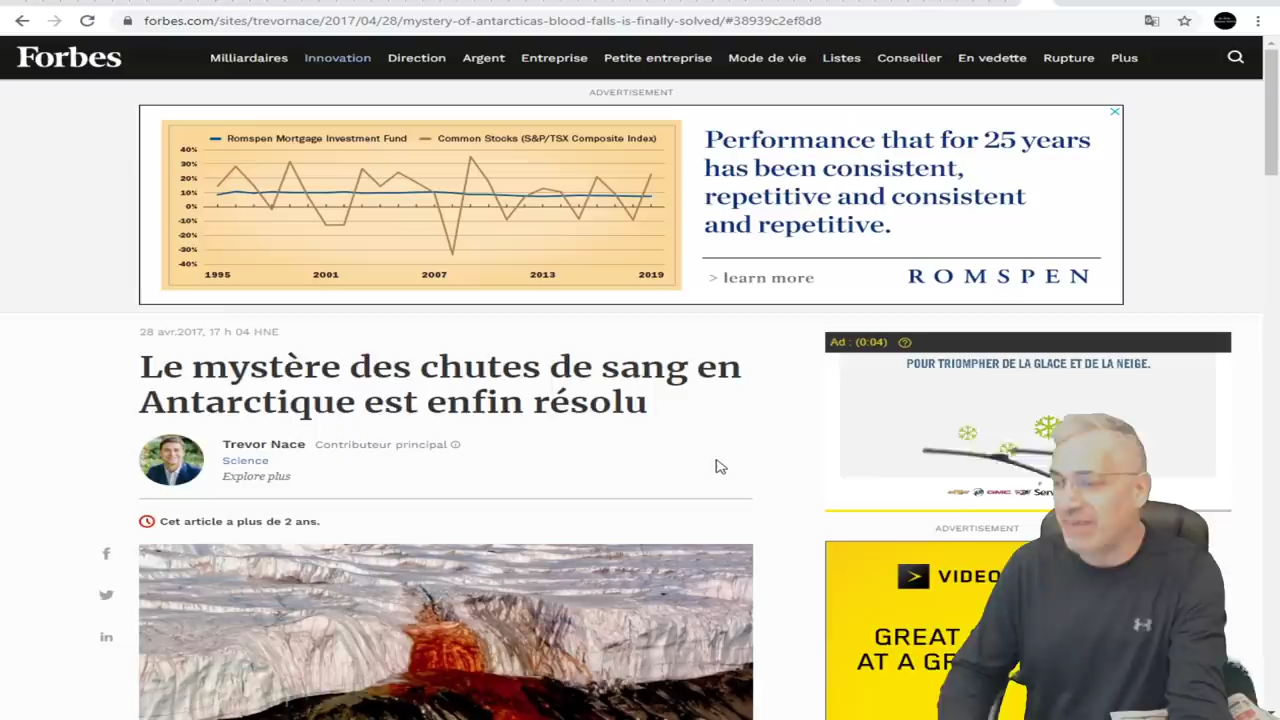 forbes.com/sites/trevornace/2017/04/28/mystery-of-antarcticas-blood-falls-is-finally-solved/#38939c2ef8d8
Forbes Milliardaires Innovation Direction Argent Entreprise Petite entreprise Mode de vie Listes Conseiller En vedette Rupture Plus
ADVERTISEMENT
Romspen Mortgage Investment Fund Common Stocks (S&P/TSX Composite Index)
40%
30%
20%
10%
0%
-10%
-20%
-30%
-40%
1995 2001 2007 2013 2019
Performance that for 25 years
has been consistent,
repetitive and consistent
and repetitive.
> learn more ROMSPEN
28 avr.2017, 17 h 04 HNE
Le mystère des chutes de sang en
Antarctique est enfin résolu
Trevor Nace Contributeur principal
Science
Explore plus
Cet article a plus de 2 ans.
Ad : (0:04)
POUR TRIOMPHER DE LA GLACE ET DE LA NEIGE.
GMC
ADVERTISEMENT
VIDEO
GREAT
AT A